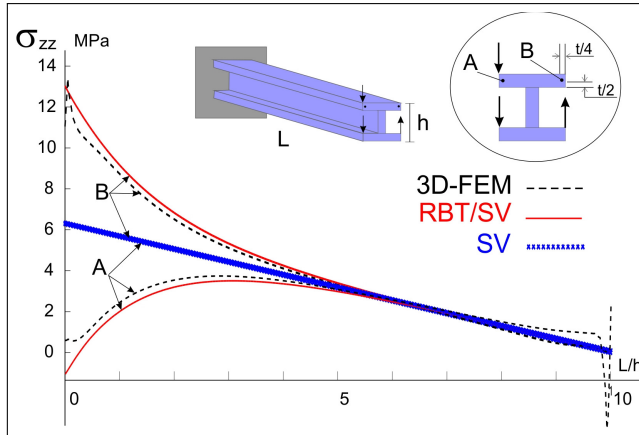 σzz MPa
14
12
10
8
6
4
2
0
B
A
L
h
A
B
t/4
t/2
3D-FEM
RBT/SV
SV
0
5
10
L/h